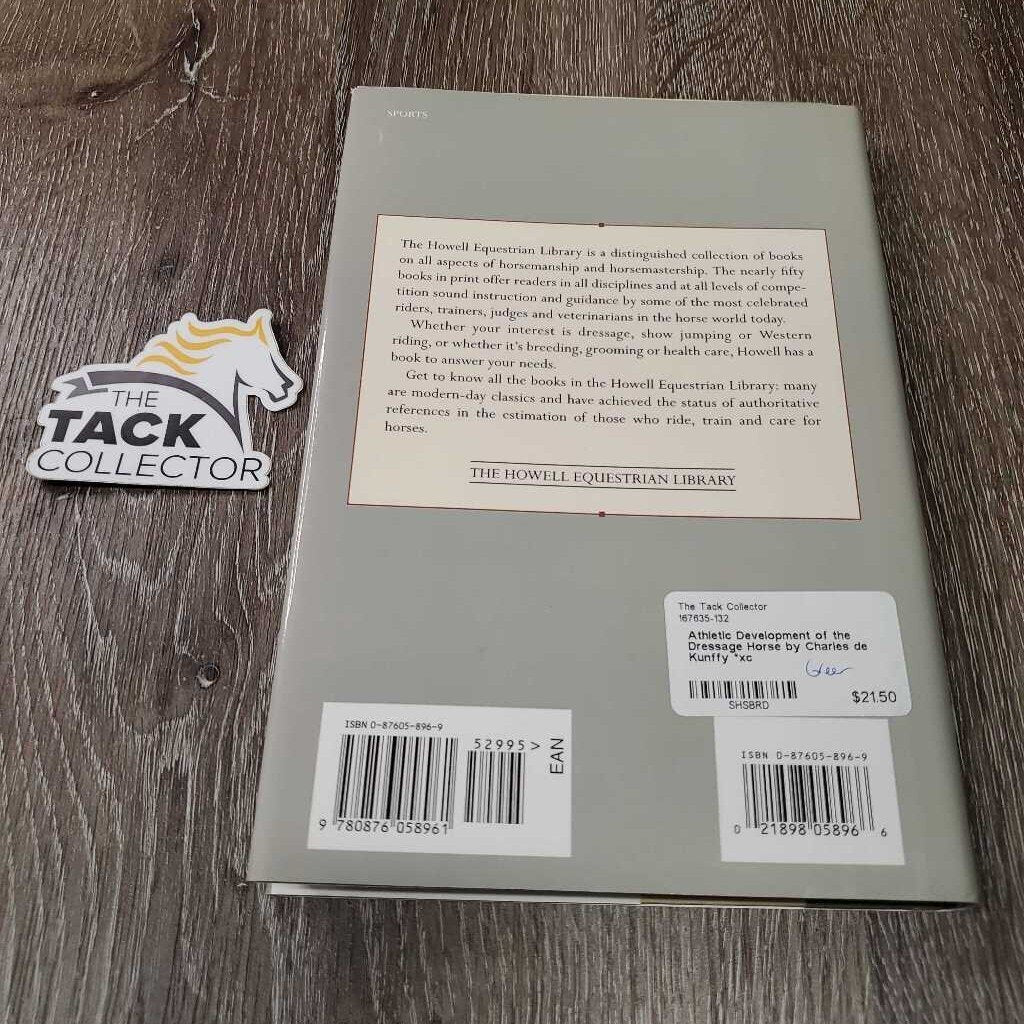 SPORTS
The Howell Equestrian Library is a distinguished collection of books
on all aspects of horsemanship and horsemastership. The nearly fifty
books in print offer readers in all disciplines and at all levels of compe-
tition sound instruction and guidance by some of the most celebrated
riders, trainers, judges and veterinarians in the horse world today.
Whether your interest is dressage, show jumping or Western
riding, or whether it's breeding, grooming or health care, Howell has a
book to answer your needs.
Get to know all the books in the Howell Equestrian Library: many
are modern-day classics and have achieved the status of authoritative
references in the estimation of those who ride, train and care for
horses.
THE HOWELL EQUESTRIAN LIBRARY
THE
TACK
COLLECTOR
The Tack Collector
167635-132
Athletic Development of the
Dressage Horse by Charles de
Kunffy *xc
SHSBRD
$21.50
ISBN 0-87605-896-9
52995>
EAN
9 780876 058961
ISBN 0-87605-896-9
0 21898 05896 6